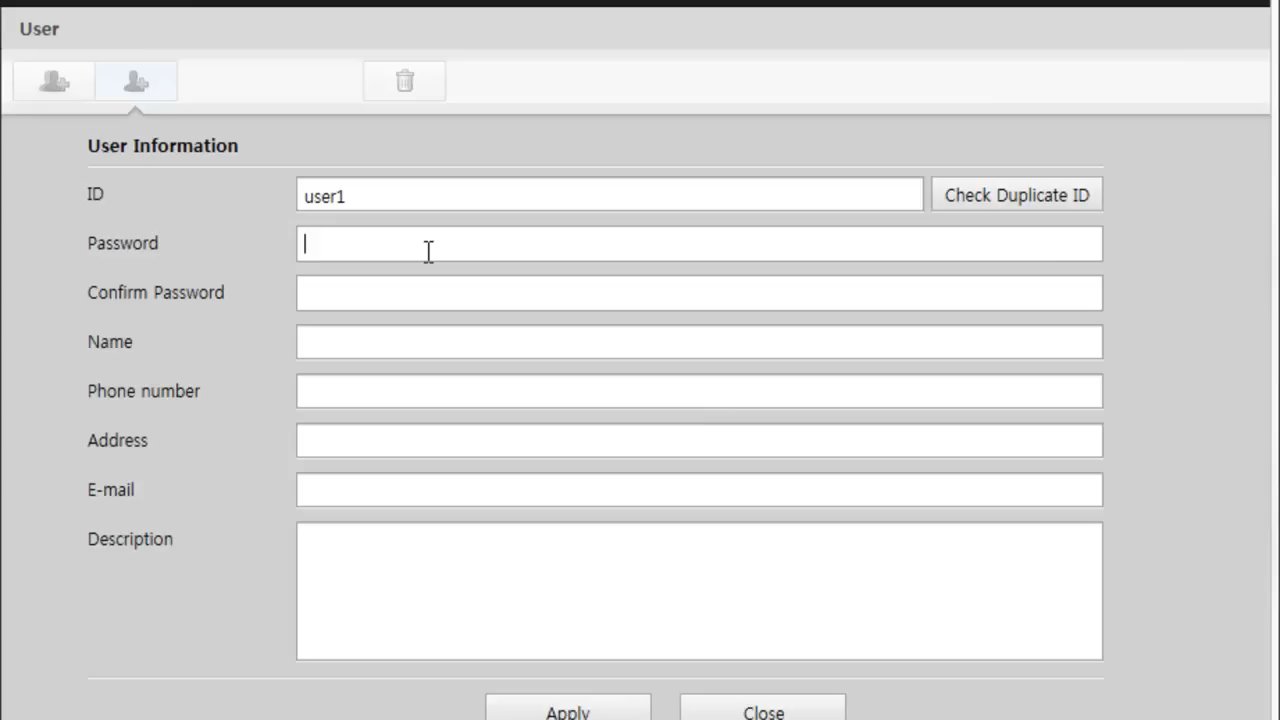 User
User Information
ID
user1
Check Duplicate ID
Password
Confirm Password
Name
Phone number
Address
E-mail
Description
Apply
Close